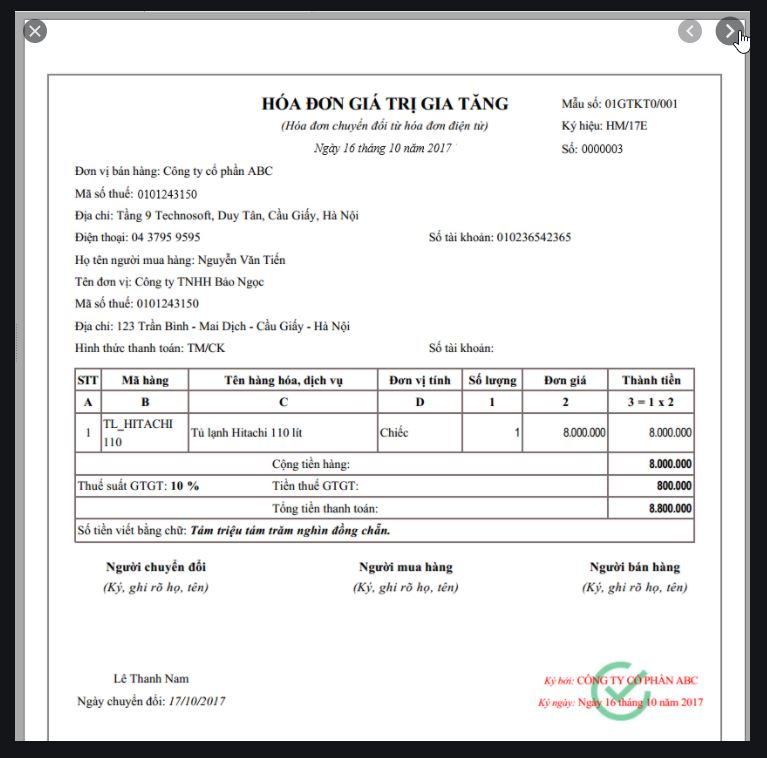 HÓA ĐƠN GIÁ TRỊ GIA TĂNG
Mẫu số: 01GTKT0/001
(Hóa đơn chuyển đổi từ hóa đơn điện tử)
Ký hiệu: HM/17E
Ngày 16 tháng 10 năm 2017
Số: 0000003
Đơn vị bán hàng: Công ty cổ phần ABC
Mã số thuế: 0101243150
Địa chỉ: Tầng 9 Technosoft, Duy Tân, Cầu Giấy, Hà Nội
Điện thoại: 04 3795 9595 Số tài khoản: 010236542365
Họ tên người mua hàng: Nguyễn Văn Tiến
Tên đơn vị: Công ty TNHH Bảo Ngọc
Mã số thuế: 0101243150
Địa chỉ: 123 Trần Bình - Mai Dịch - Cầu Giấy - Hà Nội
Hình thức thanh toán: TM/CK Số tài khoản:
STT Mã hàng Tên hàng hóa, dịch vụ Đơn vị tính Số lượng Đơn giá Thành tiền
A B C D 1 2 3 = 1 x 2
1 TL_HITACHI 110 Tủ lạnh Hitachi 110 lít Chiếc 1 8.000.000 8.000.000
Cộng tiền hàng: 8.000.000
Thuế suất GTGT: 10 % Tiền thuế GTGT: 800.000
Tổng tiền thanh toán: 8.800.000
Số tiền viết bằng chữ: Tám triệu tám trăm nghìn đồng chẵn.
Người chuyển đổi Người mua hàng Người bán hàng
(Ký, ghi rõ họ, tên) (Ký, ghi rõ họ, tên) (Ký, ghi rõ họ, tên)
Lê Thanh Nam
Ký bởi: CÔNG TY CỔ PHẦN ABC
Ngày chuyển đổi: 17/10/2017
Ký ngày: Ngày 16 tháng 10 năm 2017